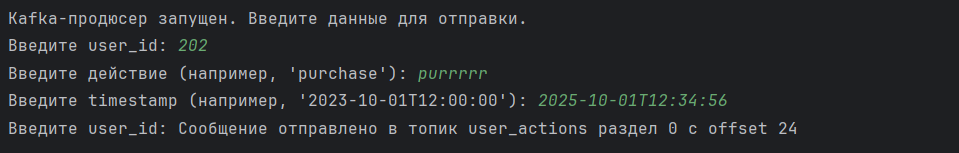 Kafka-продюсер запущен. Введите данные для отправки.
Введите user_id: 202
Введите действие (например, 'purchase'): purrrrr
Введите timestamp (например, '2023-10-01T12:00:00'): 2025-10-01T12:34:56
Введите user_id: Сообщение отправлено в топик user_actions раздел 0 с offset 24